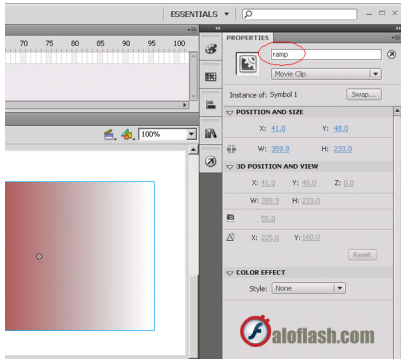 ESSENTIALS
70 75 80 85 90 95 100
100%
PROPERTIES
ramp
Movie Clip
Instance of: Symbol 1 Swap...
POSITION AND SIZE
X: 41.0 Y: 48.0
W: 359.9 H: 233.0
3D POSITION AND VIEW
X: 41.0 Y: 48.0 Z: 0.0
W: 359.9 H: 233.0
55.0
X: 225.0 Y: 160.0
Reset
COLOR EFFECT
Style: None
aloflash.com